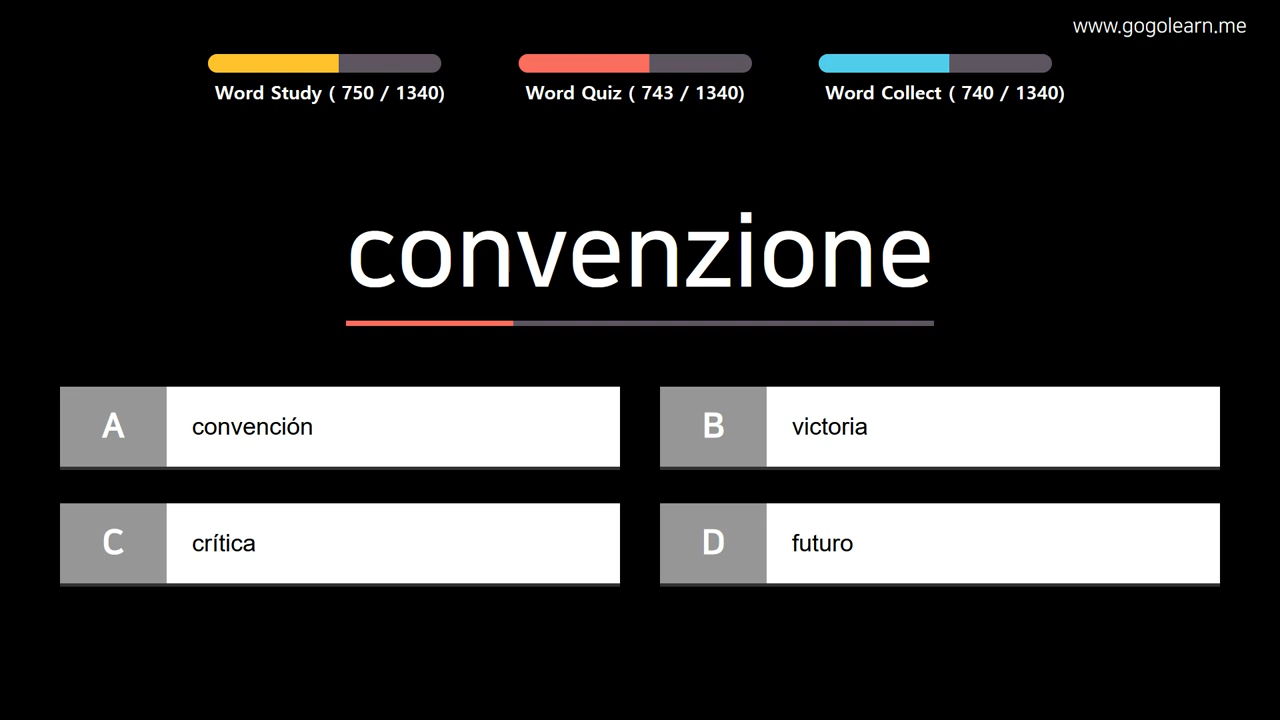 www.gogolearn.me
Word Study ( 750 / 1340)
Word Quiz ( 743 / 1340)
Word Collect ( 740 / 1340)
convenzione
A convención
B victoria
C crítica
D futuro